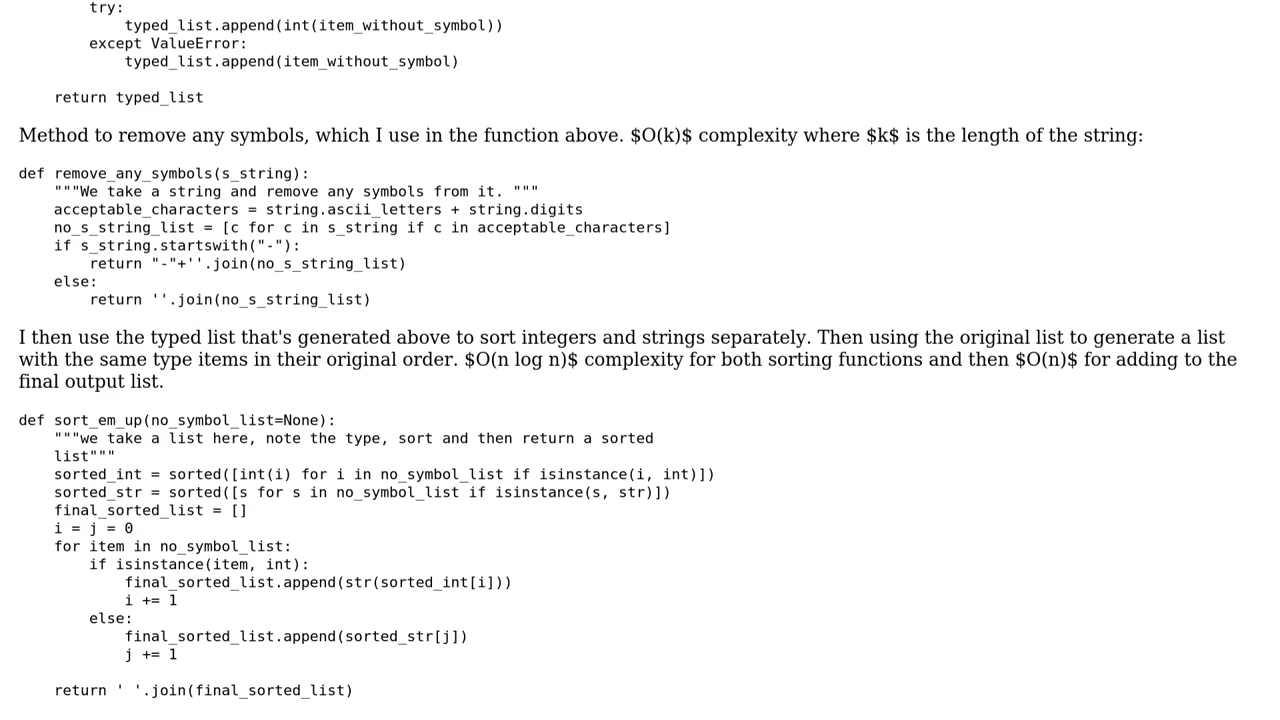 try:
            typed_list.append(int(item_without_symbol))
        except ValueError:
            typed_list.append(item_without_symbol)

    return typed_list

Method to remove any symbols, which I use in the function above. $O(k)$ complexity where $k$ is the length of the string:

def remove_any_symbols(s_string):
    """We take a string and remove any symbols from it. """
    acceptable_characters = string.ascii_letters + string.digits
    no_s_string_list = [c for c in s_string if c in acceptable_characters]
    if s_string.startswith("-"):
        return "-"+''.join(no_s_string_list)
    else:
        return ''.join(no_s_string_list)

I then use the typed list that's generated above to sort integers and strings separately. Then using the original list to generate a list
with the same type items in their original order. $O(n log n)$ complexity for both sorting functions and then $O(n)$ for adding to the
final output list.

def sort_em_up(no_symbol_list=None):
    """we take a list here, note the type, sort and then return a sorted
    list"""
    sorted_int = sorted([int(i) for i in no_symbol_list if isinstance(i, int)])
    sorted_str = sorted([s for s in no_symbol_list if isinstance(s, str)])
    final_sorted_list = []
    i = j = 0
    for item in no_symbol_list:
        if isinstance(item, int):
            final_sorted_list.append(str(sorted_int[i]))
            i += 1
        else:
            final_sorted_list.append(sorted_str[j])
            j += 1

    return ' '.join(final_sorted_list)